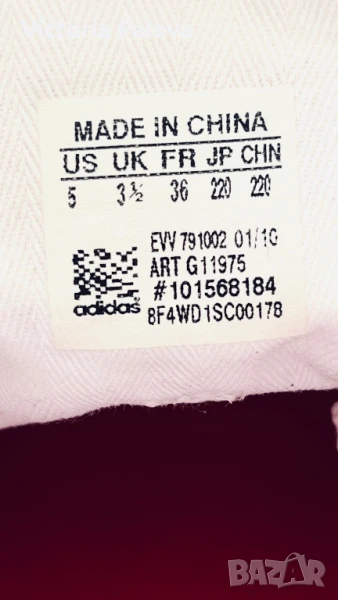 MADE IN CHINA
US UK FR JP CHN
5 3½ 36 220 220
EVV 791002 01/10
ART G11975
#101568184
adidas 8F4WD1SC00178
BAZAR
bg